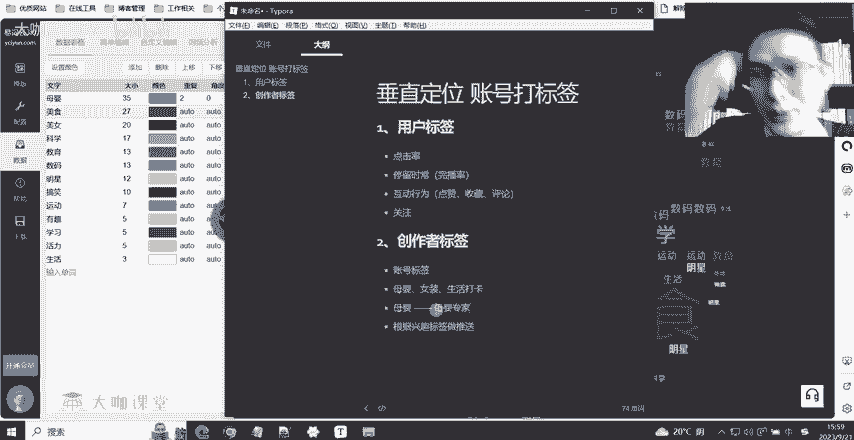 优质网站 在线工具 博客管理 工作相关
未命名• - Typora
文件(F) 编辑(E) 段落(P) 格式(O) 视图(V) 主题(T) 帮助(H)
文件 大纲
垂直定位 账号打标签
1、用户标签
2、创作者标签
垂直定位 账号打标签
1、用户标签
点击率
停留时常（完播率）
互动行为（点赞、收藏、评论）
关注
2、创作者标签
账号标签
母婴、女装、生活打卡
母婴 ——母婴专家
根据兴趣标签做推送
74 单词
yciyun.com
配置
数据
设置颜色 添加 删除 上移 下移
文字 大小 颜色 重复
母婴 35 2 0
美食 27 auto auto
美女 20 auto auto
科学 17 auto auto
教育 13 auto auto
数码 13 auto auto
明星 12 auto auto
搞笑 10 auto auto
运动 7 auto auto
有趣 5 auto auto
学习 5 auto auto
活力 5 auto auto
生活 3 auto auto
输入单词
大咖课堂
数码数码
学
运动 运动
明星
生活
食
明星
搜索
20°C 阴
15:59
2023/9/21